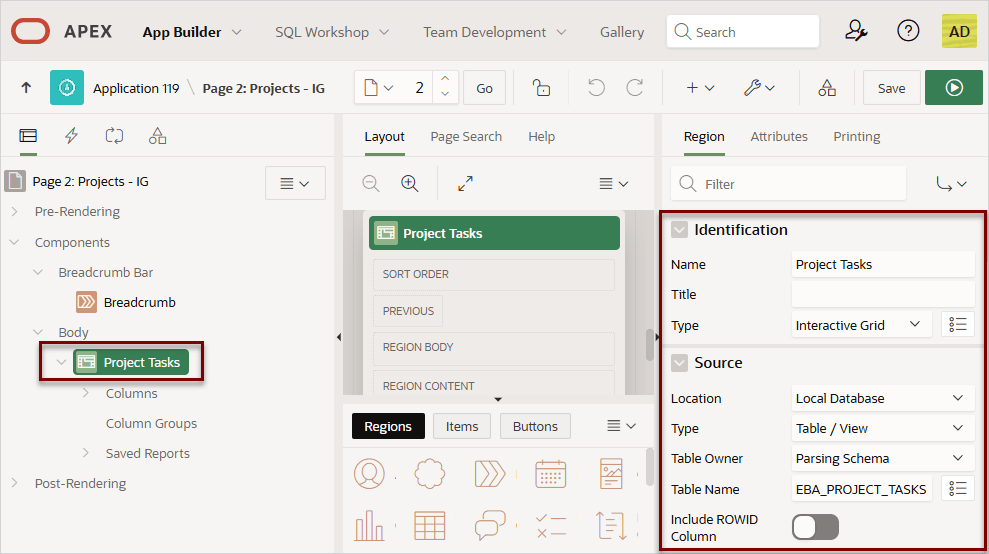 APEX App Builder SQL Workshop Team Development Gallery Search AD
Application 119 \ Page 2: Projects - IG 2 Go Save
Layout Page Search Help
Region Attributes Printing
Page 2: Projects - IG
Pre-Rendering
Components
Breadcrumb Bar
Breadcrumb
Body
Project Tasks
Columns
Column Groups
Saved Reports
Post-Rendering
Project Tasks
SORT ORDER
PREVIOUS
REGION BODY
REGION CONTENT
Regions Items Buttons
Filter
Identification
Name Project Tasks
Title
Type Interactive Grid
Source
Location Local Database
Type Table / View
Table Owner Parsing Schema
Table Name EBA_PROJECT_TASKS
Include ROWID
Column